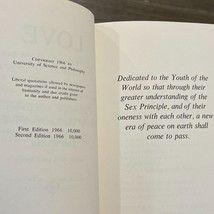 COPYRIGHT 1966 BY
University of Science and Philosophy
Liberal quotations allowed by newspapers
and magazines if used in the interest of
humanity and due credit given
to the author and publishers
First Edition 1966 10,000
Second Edition 1966 10,000
Dedicated to the Youth of the
World so that through their
greater understanding of the
Sex Principle, and of their
oneness with each other, a new
era of peace on earth shall
come to pass.